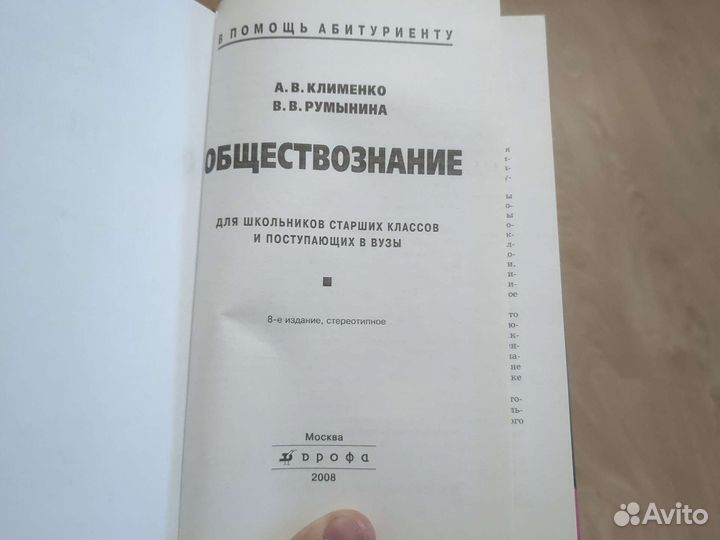 В ПОМОЩЬ АБИТУРИЕНТУ
А. В. КЛИМЕНКО
В. В. РУМЫНИНА
ОБЩЕСТВОЗНАНИЕ
ДЛЯ ШКОЛЬНИКОВ СТАРШИХ КЛАССОВ
И ПОСТУПАЮЩИХ В ВУЗЫ
8-е издание, стереотипное
Москва
дрофа
2008
Avito